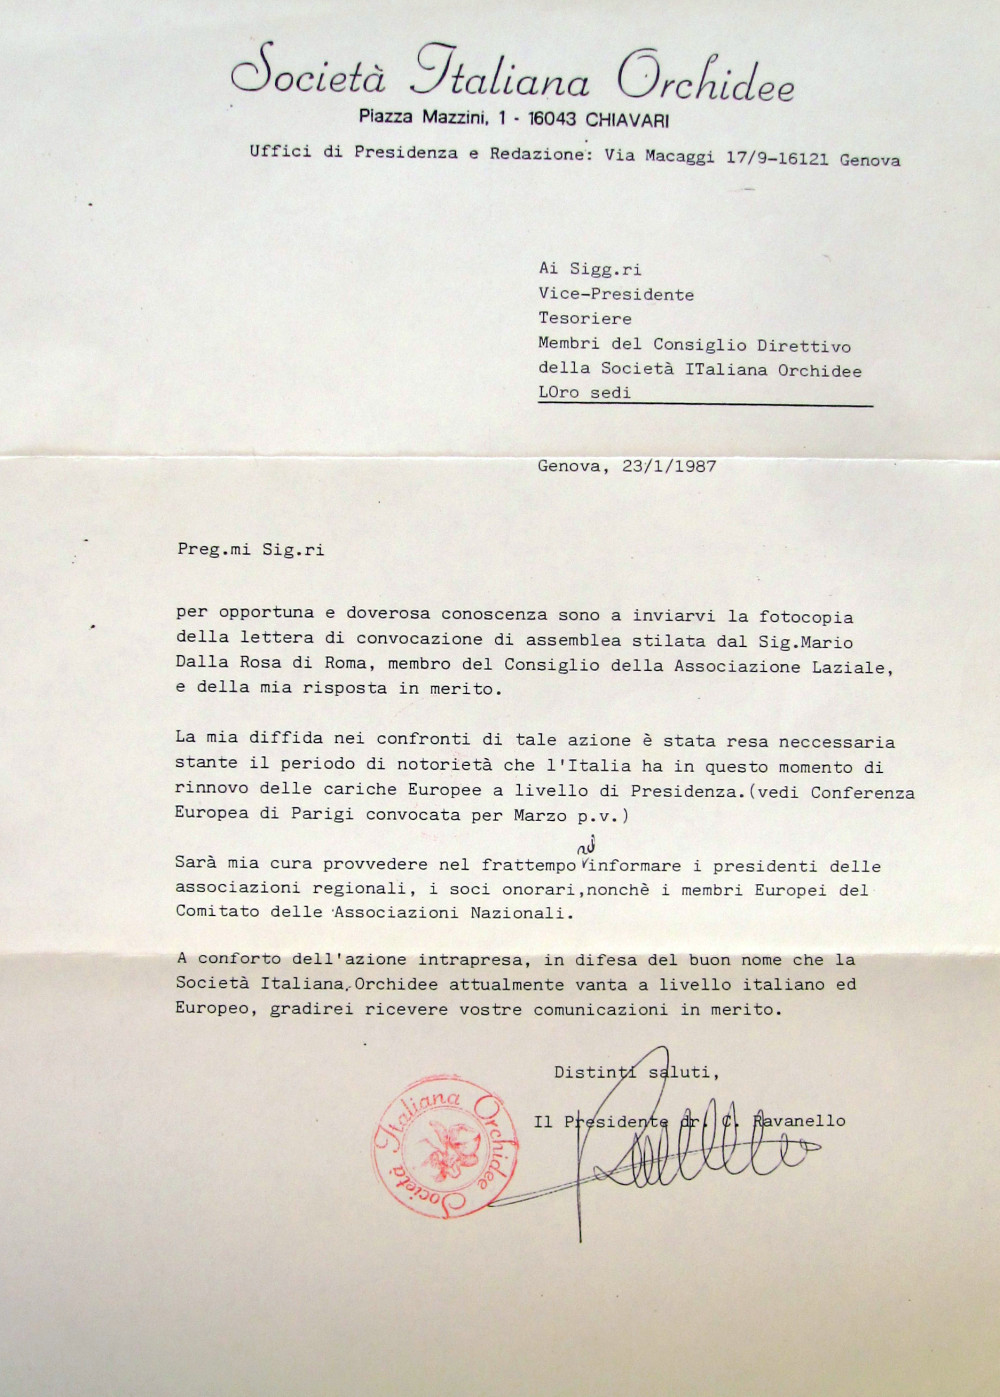 Società Italiana Orchidee
Piazza Mazzini, 1 - 16043 CHIAVARI
Uffici di Presidenza e Redazione: Via Macaggi 17/9-16121 Genova
Ai Sigg.ri
Vice-Presidente
Tesoriere
Membri del Consiglio Direttivo
della Società ITaliana Orchidee
LOro sedi
Genova, 23/1/1987
Preg.mi Sig.ri
per opportuna e doverosa conoscenza sono a inviarvi la fotocopia
della lettera di convocazione di assemblea stilata dal Sig.Mario
Dalla Rosa di Roma, membro del Consiglio della Associazione Laziale,
e della mia risposta in merito.
La mia diffida nei confronti di tale azione è stata resa neccessaria
stante il periodo di notorietà che l'Italia ha in questo momento di
rinnovo delle cariche Europee a livello di Presidenza.(vedi Conferenza
Europea di Parigi convocata per Marzo p.v.)
Sarà mia cura provvedere nel frattempo ad informare i presidenti delle
associazioni regionali, i soci onorari,nonchè i membri Europei del
Comitato delle Associazioni Nazionali.
A conforto dell'azione intrapresa, in difesa del buon nome che la
Società Italiana Orchidee attualmente vanta a livello italiano ed
Europeo, gradirei ricevere vostre comunicazioni in merito.
Distinti saluti,
Il Presidente dr. C. Ravanello
Società Italiana Orchidee